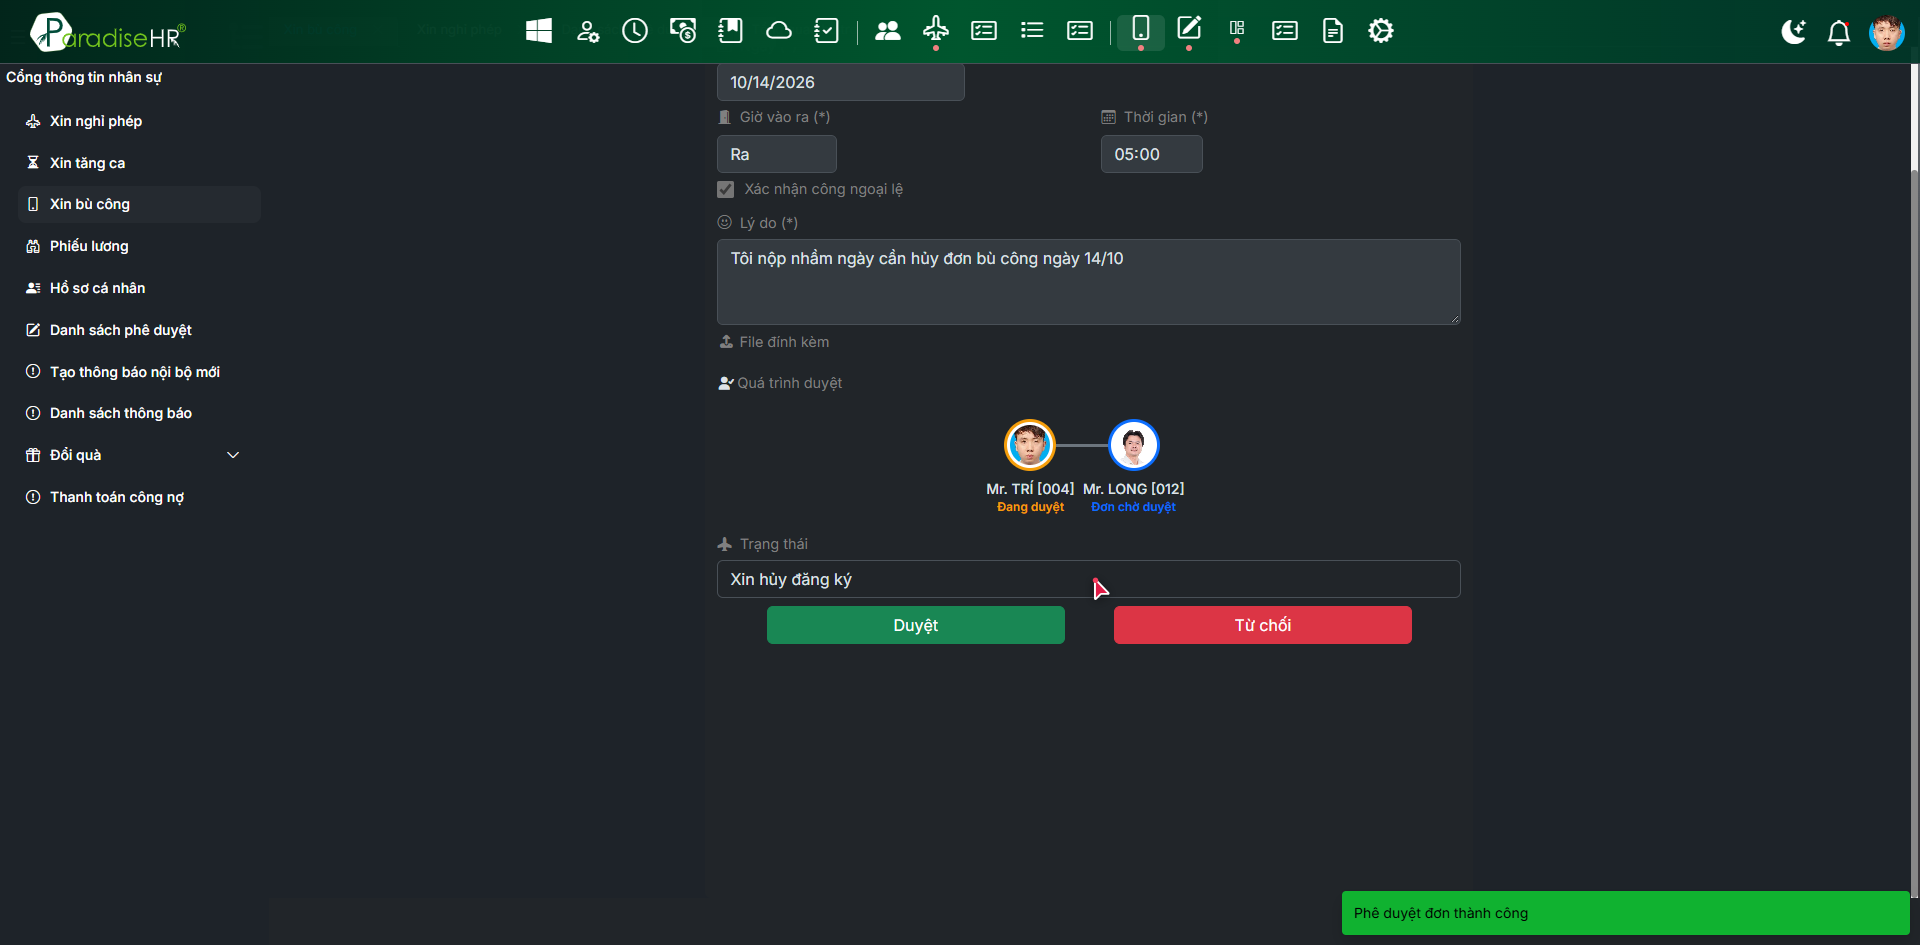 ParadiseHR®
Cổng thông tin nhân sự
Xin nghỉ phép
Xin tăng ca
Xin bù công
Phiếu lương
Hồ sơ cá nhân
Danh sách phê duyệt
Tạo thông báo nội bộ mới
Danh sách thông báo
Đổi quà
Thanh toán công nợ
10/14/2026
Giờ vào ra (*)
Thời gian (*)
Ra
05:00
Xác nhận công ngoại lệ
Lý do (*)
Tôi nộp nhầm ngày cần hủy đơn bù công ngày 14/10
File đính kèm
Quá trình duyệt
Mr. TRÍ [004]
Mr. LONG [012]
Đang duyệt
Đơn chờ duyệt
Trạng thái
Xin hủy đăng ký
Duyệt
Từ chối
Phê duyệt đơn thành công